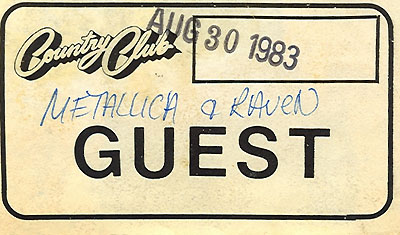 Country Club
AUG 30 1983
METALLICA & RAVEN
GUEST